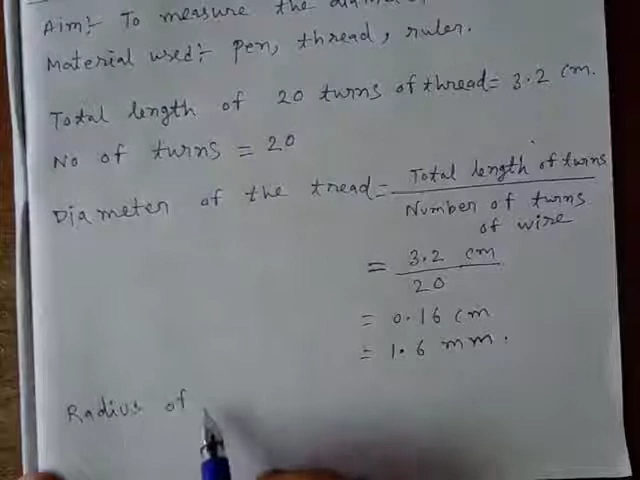 Aim:- To measure the
Material used:- pen, thread, ruler.
Total length of 20 turns of thread = 3.2 cm.
No of turns = 20
Diameter of the tread = Total length of turns
Number of turns
of wire
= 3.2 cm
20
= 0.16 cm
= 1.6 mm.
Radius of